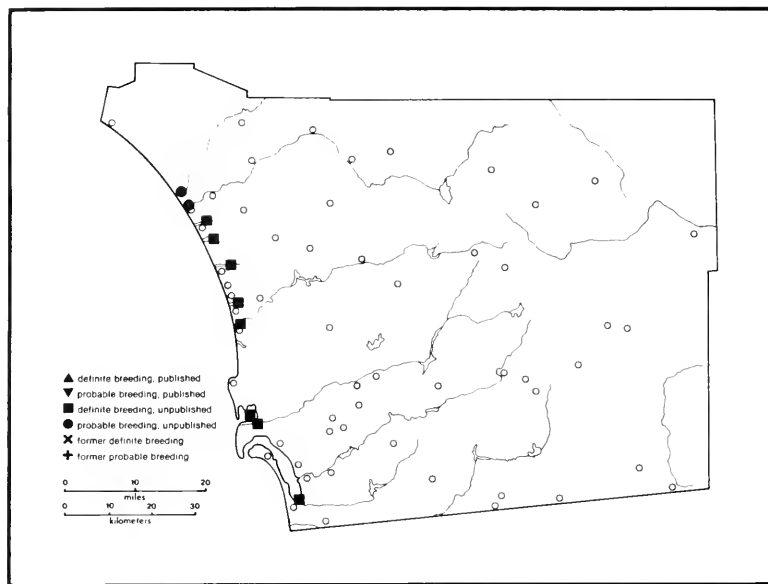 definite breeding, published
probable breeding, published
definite breeding, unpublished
probable breeding, unpublished
former definite breeding
former probable breeding
0 10 20
miles
0 10 20 30
kilometers